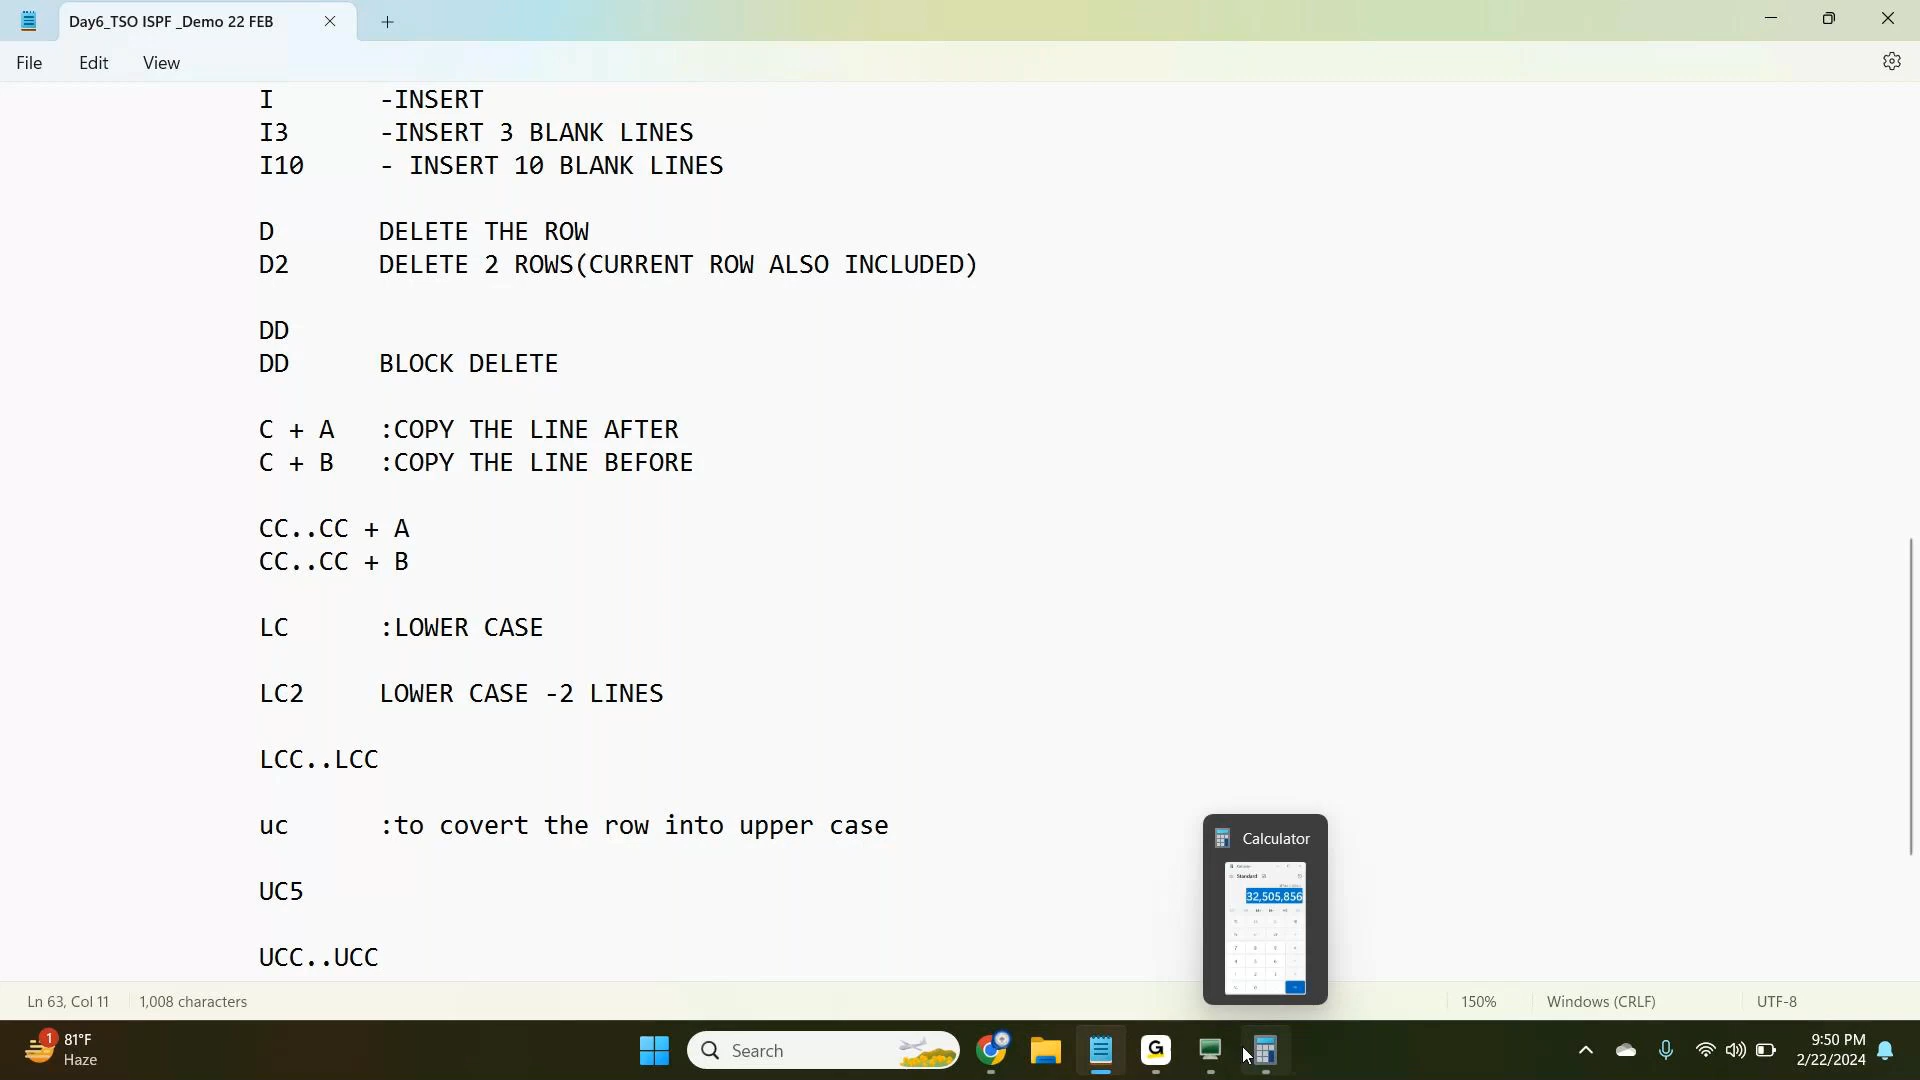 Day6_TSO ISPF _Demo 22 FEB
File Edit View
I -INSERT
I3 -INSERT 3 BLANK LINES
I10 - INSERT 10 BLANK LINES
D DELETE THE ROW
D2 DELETE 2 ROWS(CURRENT ROW ALSO INCLUDED)
DD
DD BLOCK DELETE
C + A :COPY THE LINE AFTER
C + B :COPY THE LINE BEFORE
CC..CC + A
CC..CC + B
LC :LOWER CASE
LC2 LOWER CASE -2 LINES
LCC..LCC
uc :to covert the row into upper case
UC5
UCC..UCC
Calculator
Standard
32,505,856
Ln 63, Col 11 1,008 characters 150% Windows (CRLF) UTF-8
1
81°F
Haze
Search
G
9:50 PM
2/22/2024